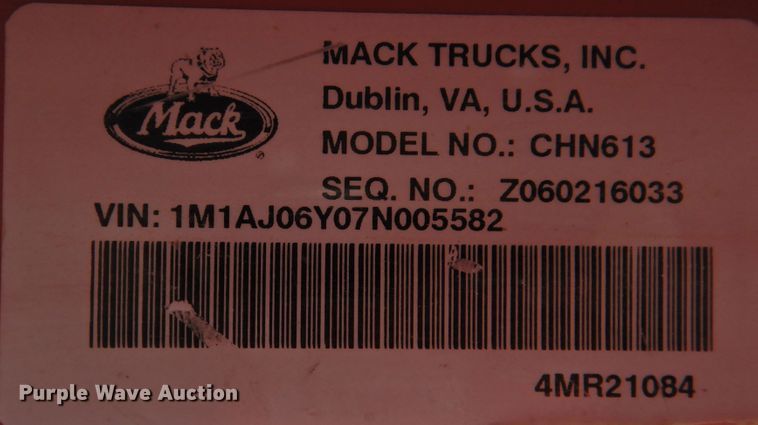 Mack
MACK TRUCKS, INC.
Dublin, VA, U.S.A.
MODEL NO.: CHN613
SEQ. NO.: Z060216033
VIN: 1M1AJ06Y07N005582
4MR21084
Purple Wave Auction